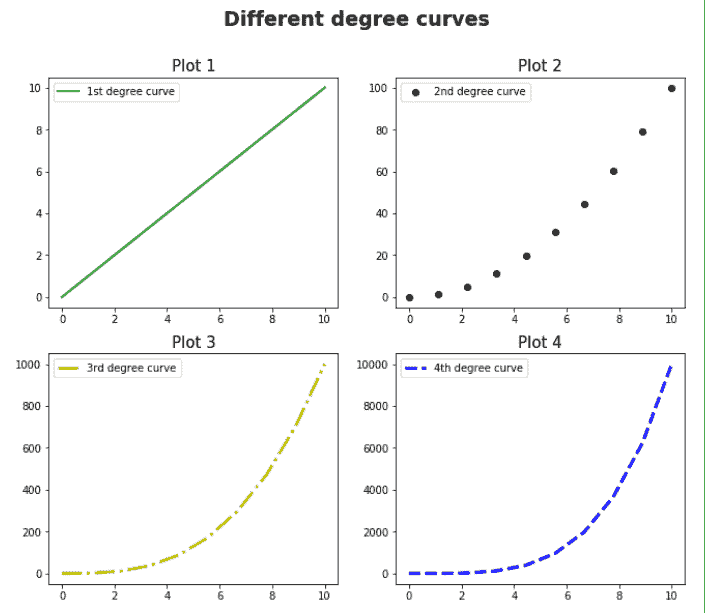 Different degree curves
Plot 1
1st degree curve
10
8
6
4
2
0
0 2 4 6 8 10
Plot 2
2nd degree curve
100
80
60
40
20
0
0 2 4 6 8 10
Plot 3
3rd degree curve
1000
800
600
400
200
0
0 2 4 6 8 10
Plot 4
4th degree curve
10000
8000
6000
4000
2000
0
0 2 4 6 8 10